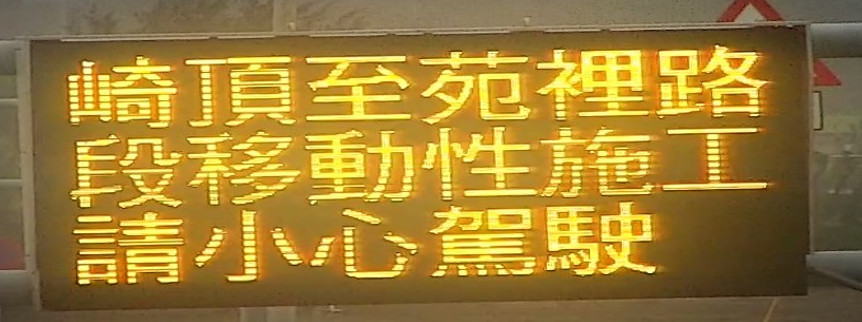 崎頂至苑裡路
段移動性施工
請小心駕駛